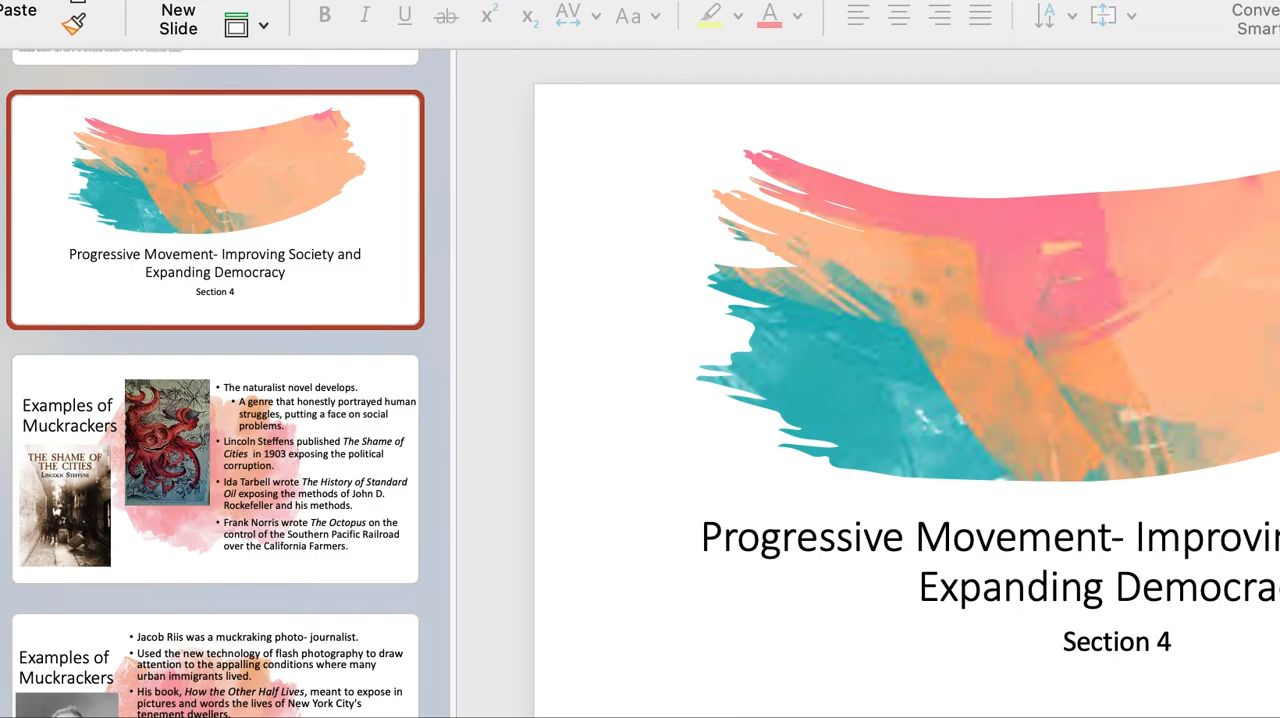 Paste
New
Slide
B I U ab x² x₂ AV Aa A
Conve
Smart
Progressive Movement- Improving Society and
Expanding Democracy
Section 4
Examples of
Muckrackers
THE SHAME OF
THE CITIES
LINCOLN STEFFENS
• The naturalist novel develops.
• A genre that honestly portrayed human
struggles, putting a face on social
problems.
• Lincoln Steffens published The Shame of
Cities in 1903 exposing the political
corruption.
• Ida Tarbell wrote The History of Standard
Oil exposing the methods of John D.
Rockefeller and his methods.
• Frank Norris wrote The Octopus on the
control of the Southern Pacific Railroad
over the California Farmers.
Examples of
Muckrackers
• Jacob Riis was a muckraking photo- journalist.
• Used the new technology of flash photography to draw
attention to the appalling conditions where many
urban immigrants lived.
• His book, How the Other Half Lives, meant to expose in
pictures and words the lives of New York City's
tenement dwellers.
Progressive Movement- Improvin
Expanding Democra
Section 4